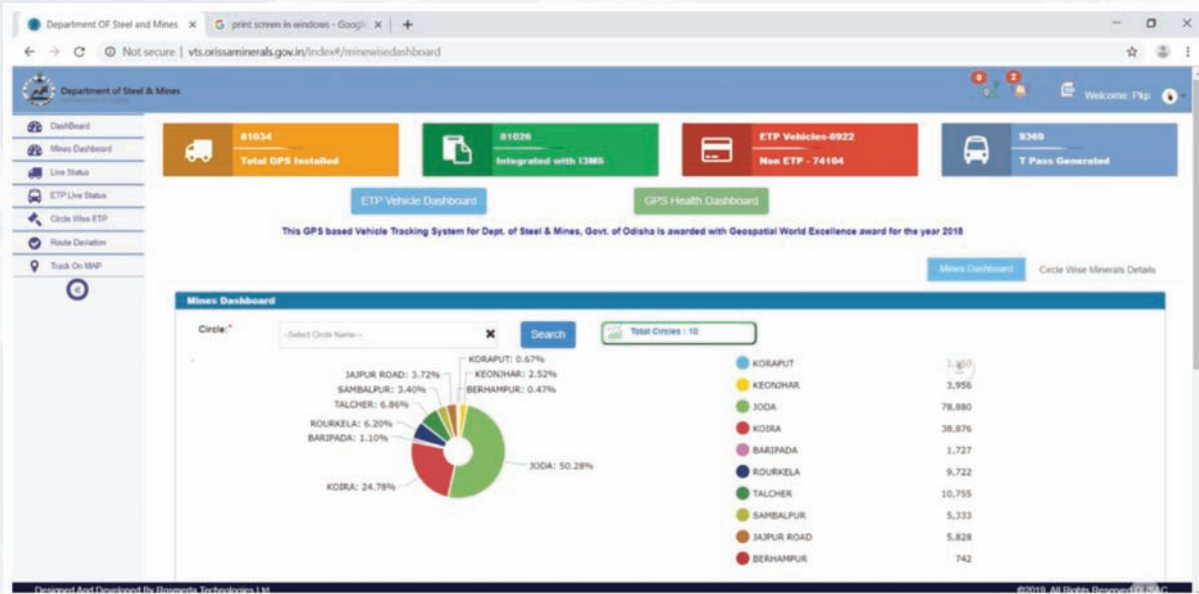 Department OF Steel and Mines
print screen in windows - Googl
Not secure | vts.orissaminerals.gov.in/index#/minewisedashboard
Department of Steel & Mines
0
2
Welcome: Pkp
DashBoard
Mines Dashboard
Live Status
ETP Live Status
Circle Wise ETP
Route Deviation
Track On MAP
81034
Total GPS Installed
81026
Integrated with I3MS
ETP Vehicles-6922
Non ETP - 74104
9369
T Pass Generated
ETP Vehicle Dashboard
GPS Health Dashboard
This GPS based Vehicle Tracking System for Dept. of Steel & Mines, Govt. of Odisha is awarded with Geospatial World Excellence award for the year 2018
Mines Dashboard
Circle Wise Minerals Details
Mines Dashboard
Circle:*
--Select Circle Name---
Search
Total Circles : 10
KORAPUT: 0.67%
JAJPUR ROAD: 3.72%
KEONJHAR: 2.52%
SAMBALPUR: 3.40%
BERHAMPUR: 0.47%
TALCHER: 6.86%
ROURKELA: 6.20%
BARIPADA: 1.10%
JODA: 50.28%
KOIRA: 24.78%
KORAPUT
KEONJHAR 3,956
JODA 78,880
KOIRA 38,876
BARIPADA 1,727
ROURKELA 9,722
TALCHER 10,755
SAMBALPUR 5,333
JAJPUR ROAD 5,828
BERHAMPUR 742
Designed And Developed By Rosmerta Technologies Ltd
©2019. All Rights Reserved